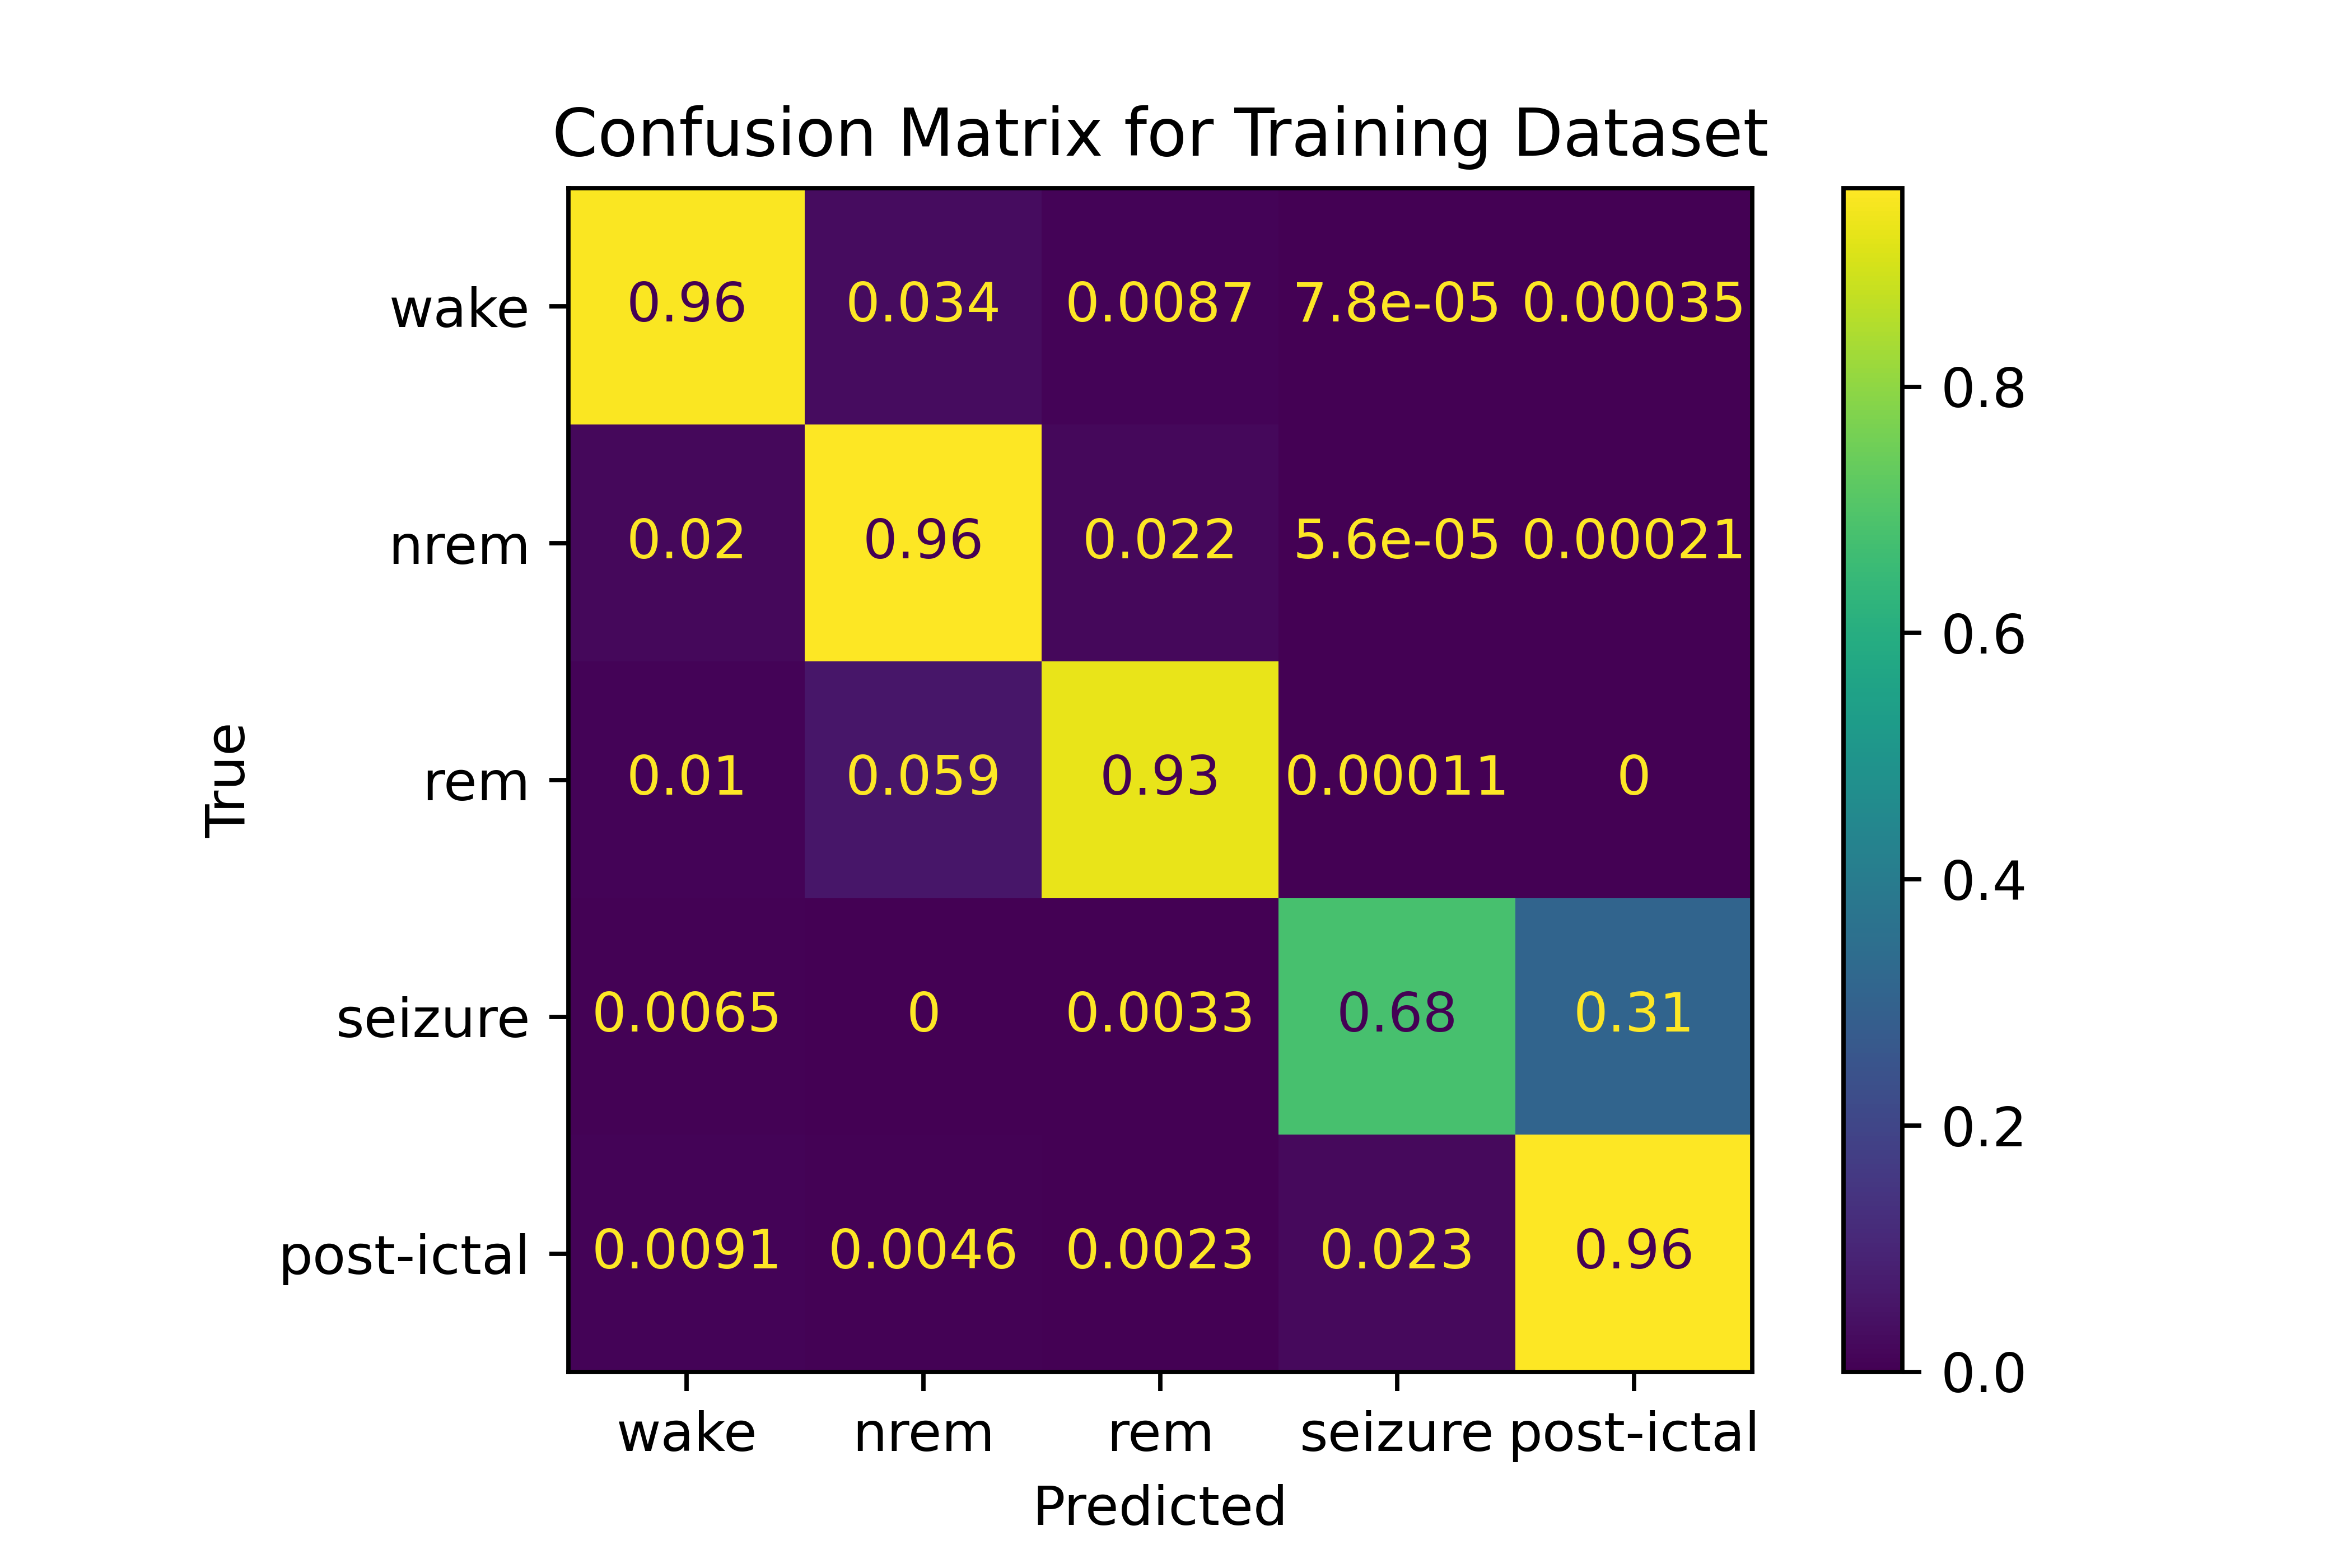 Confusion Matrix for Training Dataset
wake 0.96 0.034 0.0087 7.8e-05 0.00035
nrem 0.02 0.96 0.022 5.6e-05 0.00021
rem 0.01 0.059 0.93 0.00011 0
seizure 0.0065 0 0.0033 0.68 0.31
post-ictal 0.0091 0.0046 0.0023 0.023 0.96
wake nrem rem seizure post-ictal
Predicted
True
0.8
0.6
0.4
0.2
0.0